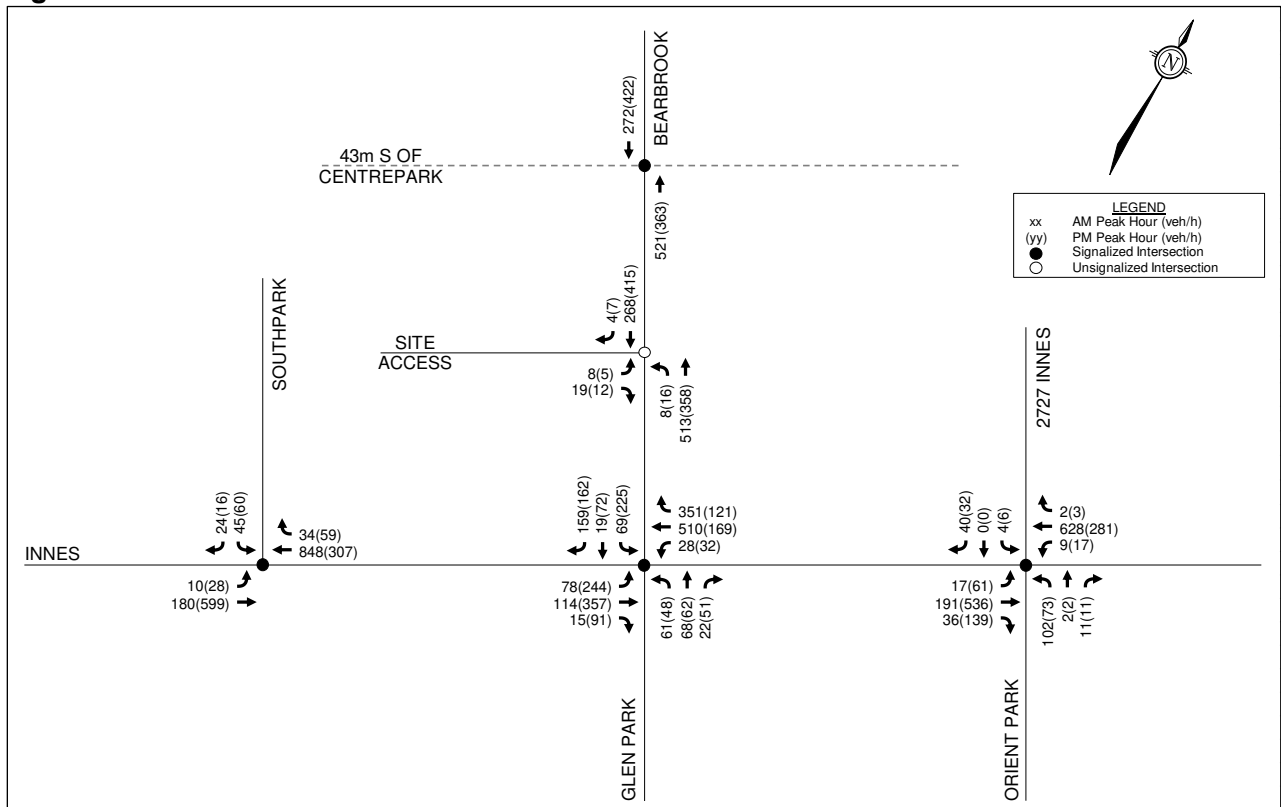 BEARBROOK
272(422)
43m S OF
CENTREPARK
521(363)
N
LEGEND
xx AM Peak Hour (veh/h)
(yy) PM Peak Hour (veh/h)
Signalized Intersection
Unsignalized Intersection
SOUTHPARK
4(7)
268(415)
SITE
ACCESS
8(5)
19(12)
8(16)
513(358)
2727 INNES
INNES
24(16)
45(60)
34(59)
848(307)
10(28)
180(599)
159(162)
19(72)
69(225)
351(121)
510(169)
28(32)
78(244)
114(357)
15(91)
61(48)
68(62)
22(51)
40(32)
0(0)
4(6)
2(3)
628(281)
9(17)
17(61)
191(536)
36(139)
102(73)
2(2)
11(11)
GLEN PARK
ORIENT PARK